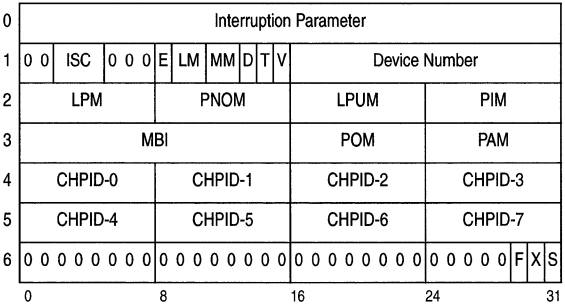 0 Interruption Parameter
1 0 0 ISC 0 0 0 E LM MM D T V Device Number
2 LPM PNOM LPUM PIM
3 MBI POM PAM
4 CHPID-0 CHPID-1 CHPID-2 CHPID-3
5 CHPID-4 CHPID-5 CHPID-6 CHPID-7
6 0 0 0 0 0 0 0 0 0 0 0 0 0 0 0 0 0 0 0 0 0 0 0 0 0 0 0 0 0 F X S
0 8 16 24 31